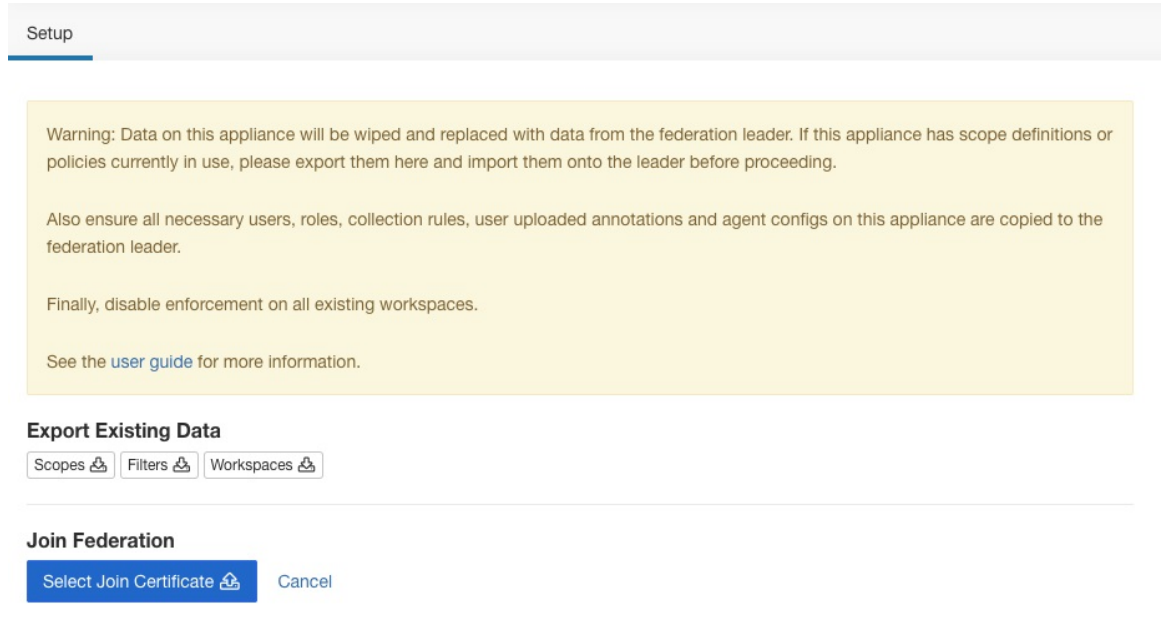 Setup
Warning: Data on this appliance will be wiped and replaced with data from the federation leader. If this appliance has scope definitions or
policies currently in use, please export them here and import them onto the leader before proceeding.
Also ensure all necessary users, roles, collection rules, user uploaded annotations and agent configs on this appliance are copied to the
federation leader.
Finally, disable enforcement on all existing workspaces.
See the user guide for more information.
Export Existing Data
Scopes Filters Workspaces
Join Federation
Select Join Certificate Cancel